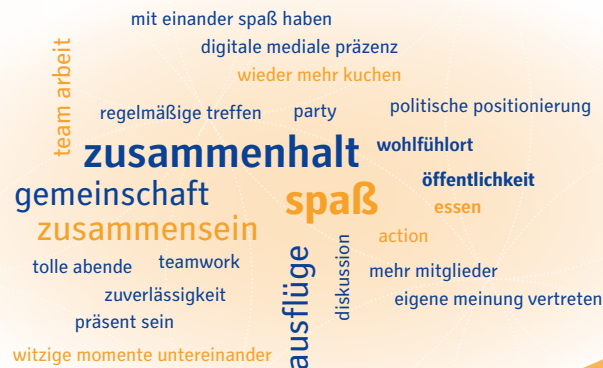 mit einander spaß haben
digitale mediale präzenz
wieder mehr kuchen
team arbeit
regelmäßige treffen
party
politische positionierung
zusammenhalt
wohlfühlort
gemeinschaft
spaß
öffentlichkeit
essen
zusammensein
action
tolle abende
teamwork
ausflüge
diskussion
mehr mitglieder
zuverlässigkeit
eigene meinung vertreten
präsent sein
witzige momente untereinander